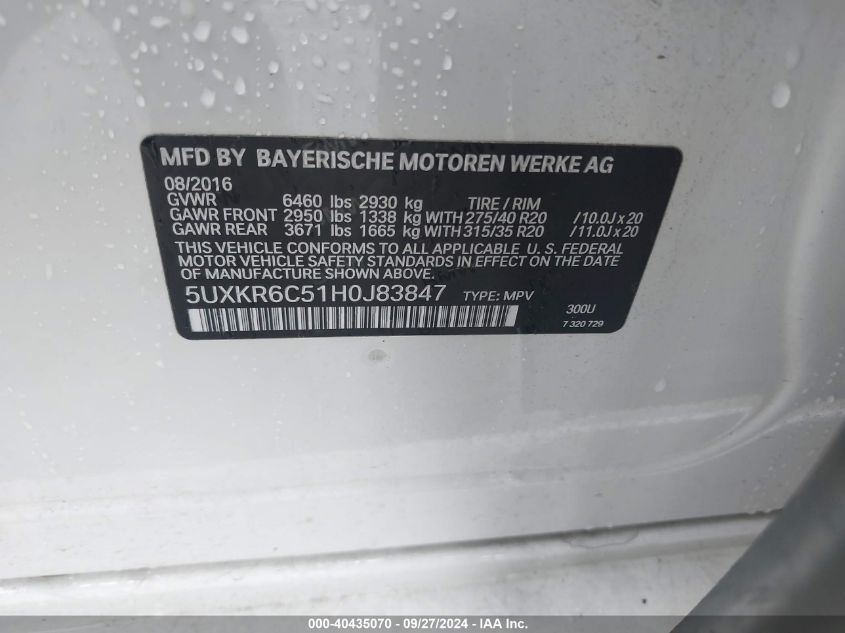 MFD BY BAYERISCHE MOTOREN WERKE AG
08/2016
GVWR 6460 lbs 2930 kg TIRE / RIM
GAWR FRONT 2950 lbs 1338 kg WITH 275/40 R20 /10.0J x 20
GAWR REAR 3671 lbs 1665 kg WITH 315/35 R20 /11.0J x 20
THIS VEHICLE CONFORMS TO ALL APPLICABLE U. S. FEDERAL
MOTOR VEHICLE SAFETY STANDARDS IN EFFECT ON THE DATE
OF MANUFACTURE SHOWN ABOVE.
5UXKR6C51H0J83847 TYPE: MPV
300U
7 320 729
000-40435070 - 09/27/2024 - IAA Inc.